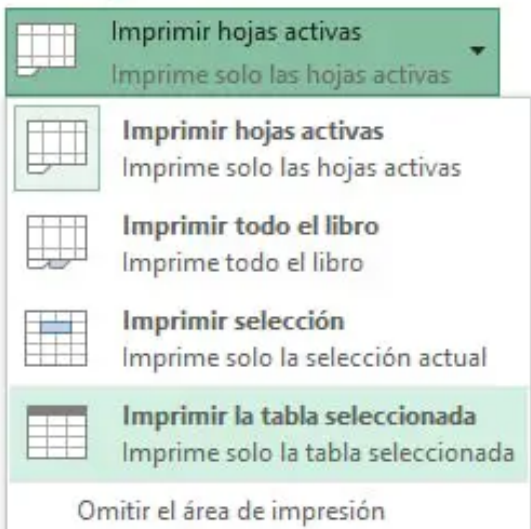 Imprimir hojas activas
Imprime solo las hojas activas
Imprimir hojas activas
Imprime solo las hojas activas
Imprimir todo el libro
Imprime todo el libro
Imprimir selección
Imprime solo la selección actual
Imprimir la tabla seleccionada
Imprime solo la tabla seleccionada
Omitir el área de impresión